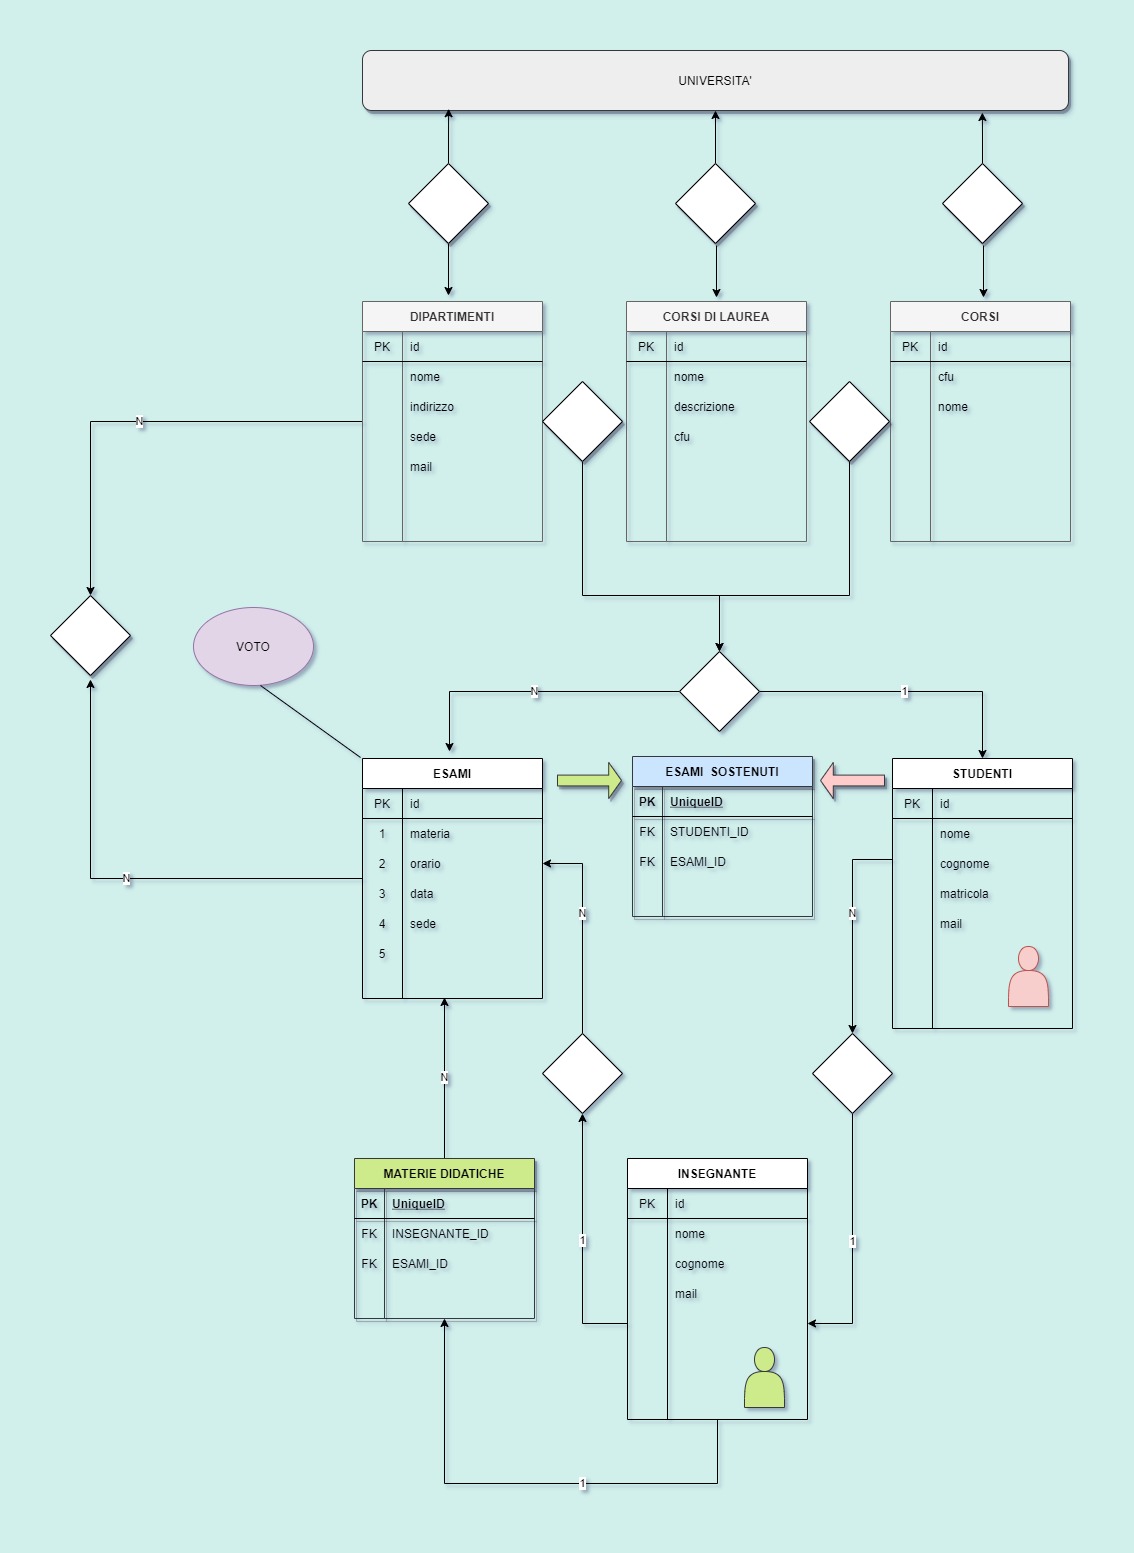 UNIVERSITA'
DIPARTIMENTI
PK id
nome
indirizzo
sede
mail
CORSI DI LAUREA
PK id
nome
descrizione
cfu
CORSI
PK id
cfu
nome
N
VOTO
N
1
ESAMI
PK id
1 materia
2 orario
3 data
4 sede
5
ESAMI SOSTENUTI
PK UniqueID
FK STUDENTI_ID
FK ESAMI_ID
STUDENTI
PK id
nome
cognome
matricola
mail
N
N
N
N
MATERIE DIDATICHE
PK UniqueID
FK INSEGNANTE_ID
FK ESAMI_ID
INSEGNANTE
PK id
nome
cognome
mail
1
1
1